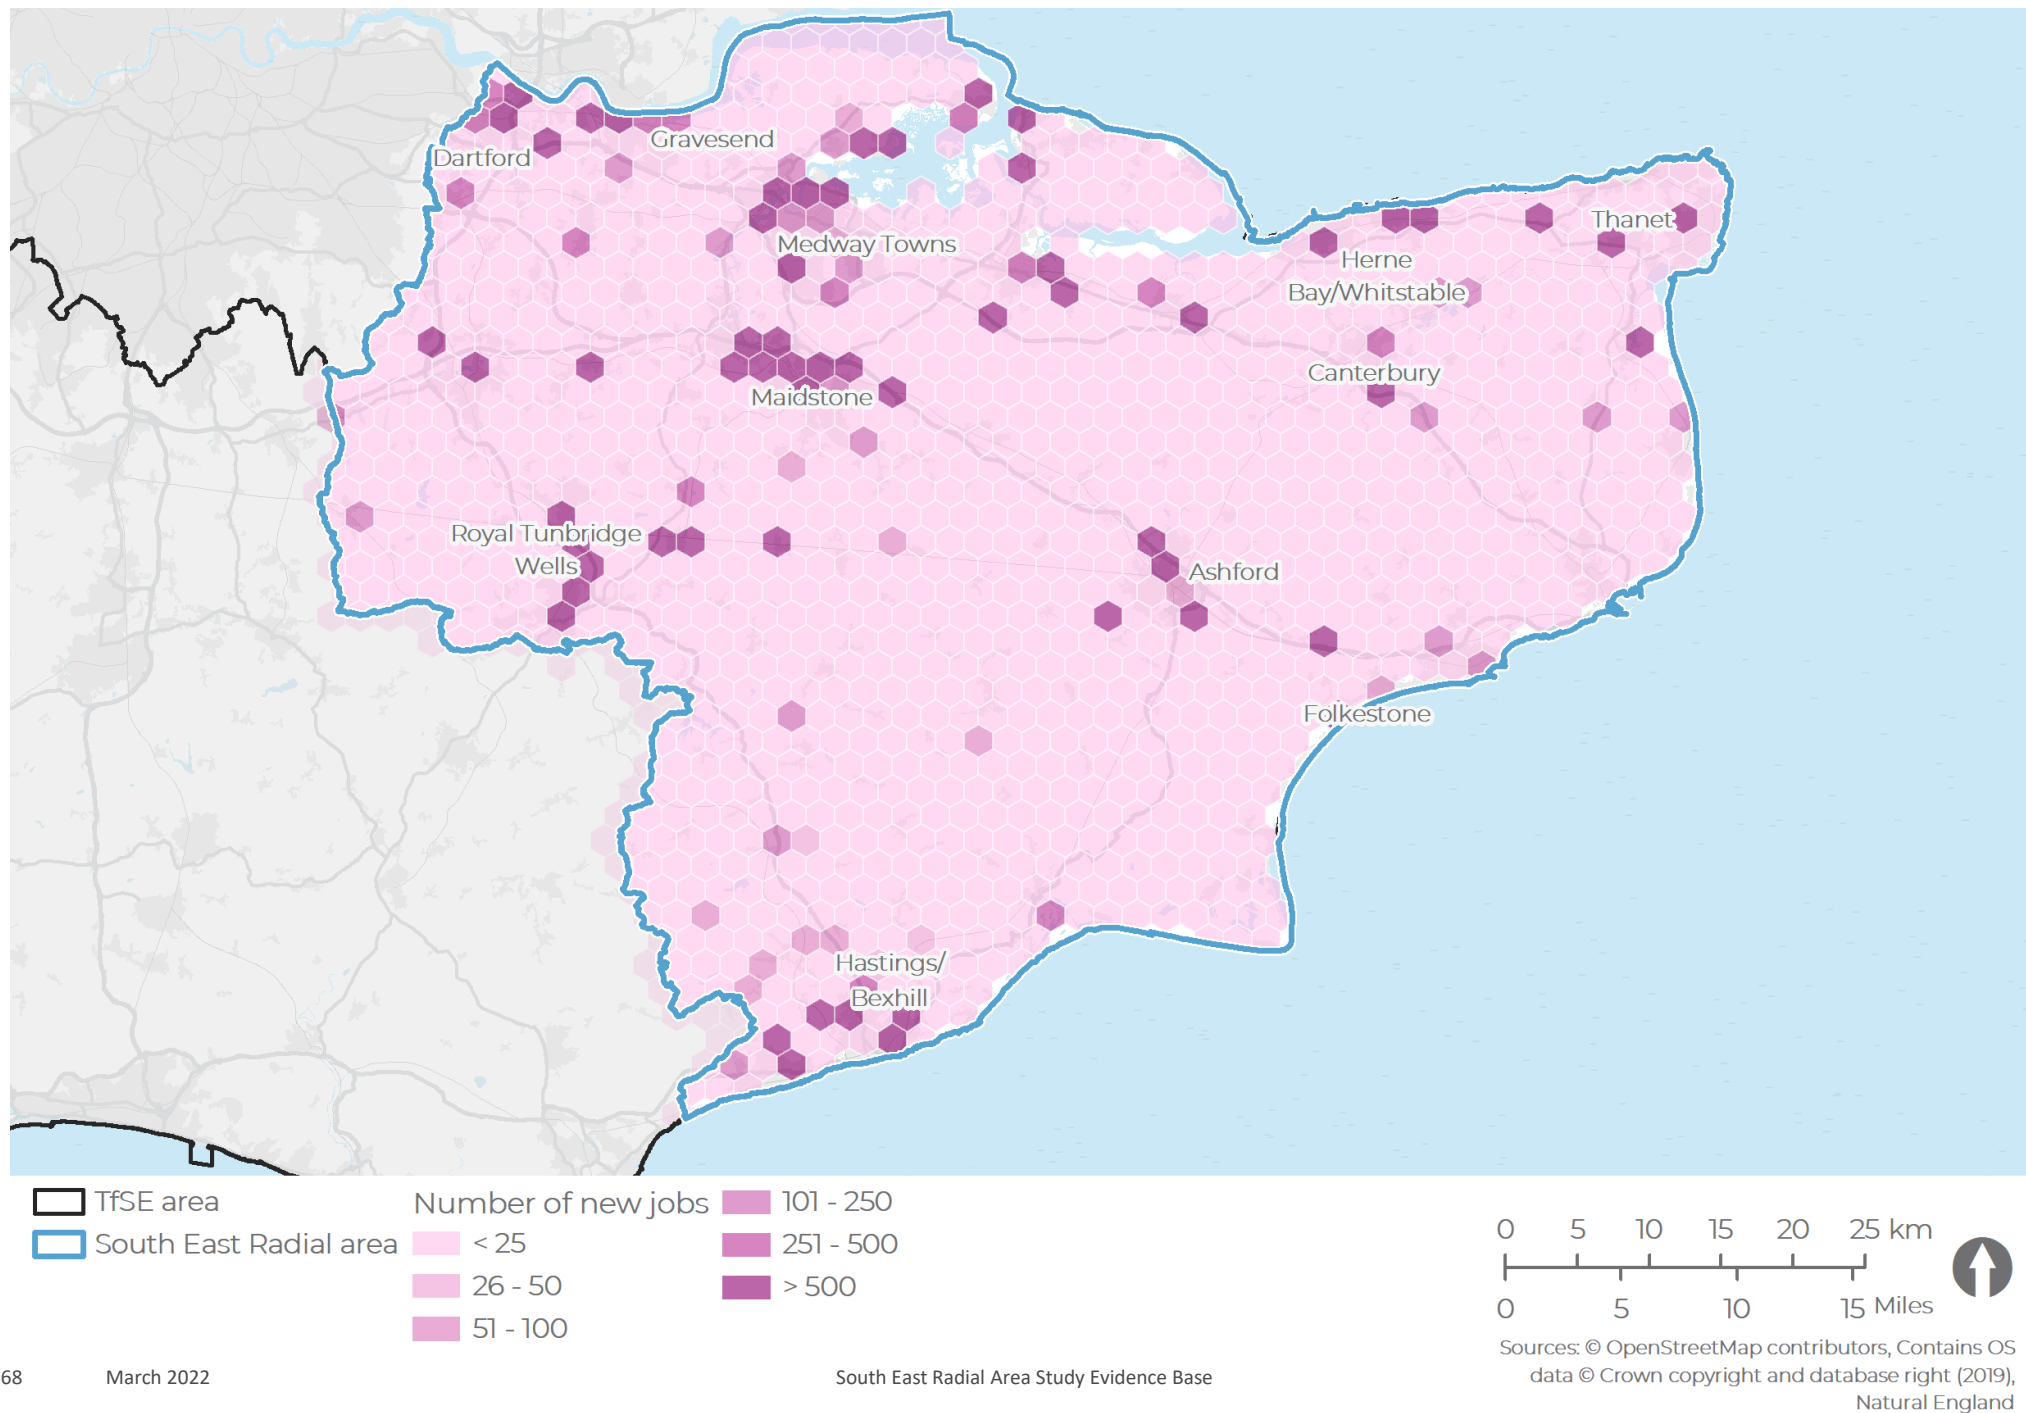 Gravesend
Dartford
Thanet
Medway Towns
Herne
Bay/Whitstable
Canterbury
Maidstone
Royal Tunbridge
Wells
Ashford
Folkestone
Hastings/
Bexhill
TfSE area
South East Radial area
Number of new jobs
< 25
26 - 50
51 - 100
101 - 250
251 - 500
> 500
0 5 10 15 20 25 km
0 5 10 15 Miles
Sources: © OpenStreetMap contributors, Contains OS
data © Crown copyright and database right (2019),
Natural England
68 March 2022 South East Radial Area Study Evidence Base